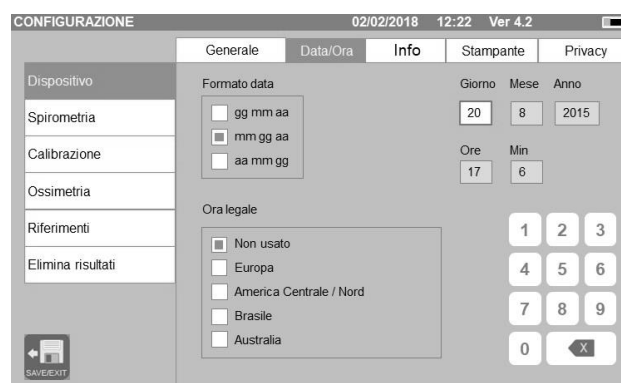 CONFIGURAZIONE 02/02/2018 12:22 Ver 4.2
Generale Data/Ora Info Stampante Privacy
Dispositivo
Spirometria
Calibrazione
Ossimetria
Riferimenti
Elimina risultati
SAVE/EXIT
Formato data
gg mm aa
mm gg aa
aa mm gg
Giorno Mese Anno
20 8 2015
Ore Min
17 6
Ora legale
Non usato
Europa
America Centrale / Nord
Brasile
Australia
1 2 3
4 5 6
7 8 9
0 X